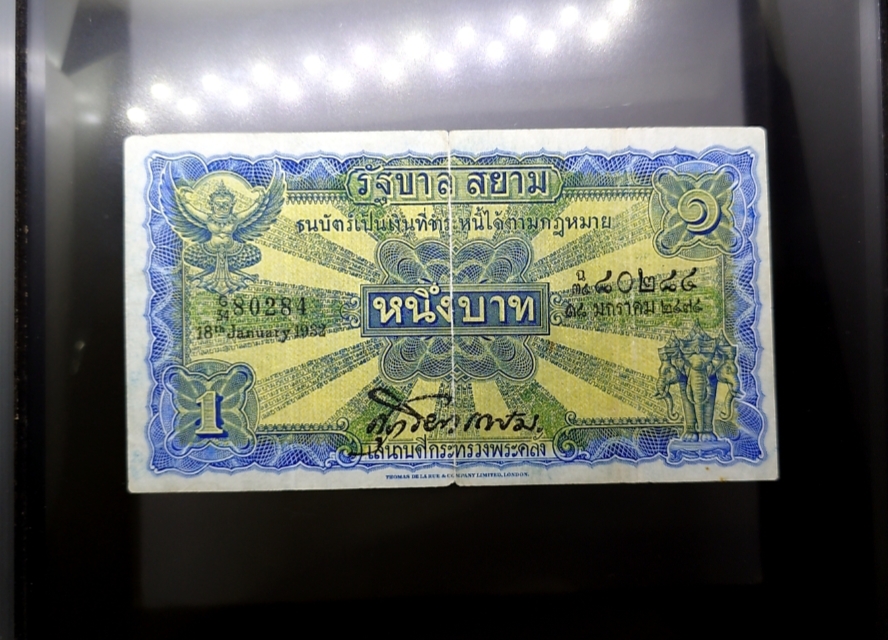 รัฐบาล สยาม
ธนบัตร์เป็นเงินที่ชำระหนี้ได้ตามกฎหมาย
๑
80284
๘๐๒๘๔
หนึ่งบาท
18th January 1932
๑๘ มกราคม ๒๔๗๔
1
เสนาบดีกระทรวงพระคลัง
THOMAS DE LA RUE & COMPANY LIMITED, LONDON.